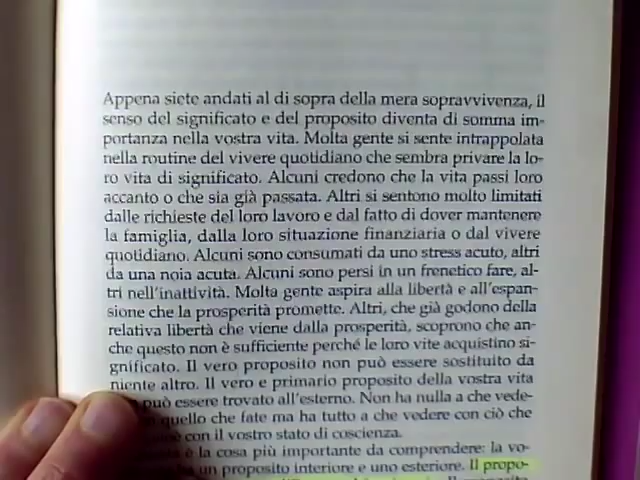 Appena siete andati al di sopra della mera sopravvivenza, il
senso del significato e del proposito diventa di somma im-
portanza nella vostra vita. Molta gente si sente intrappolata
nella routine del vivere quotidiano che sembra privare la lo-
ro vita di significato. Alcuni credono che la vita passi loro
accanto o che sia già passata. Altri si sentono molto limitati
dalle richieste del loro lavoro e dal fatto di dover mantenere
la famiglia, dalla loro situazione finanziaria o dal vivere
quotidiano. Alcuni sono consumati da uno stress acuto, altri
da una noia acuta. Alcuni sono persi in un frenetico fare, al-
tri nell'inattività. Molta gente aspira alla libertà e all'espan-
sione che la prosperità promette. Altri, che già godono della
relativa libertà che viene dalla prosperità, scoprono che an-
che questo non è sufficiente perché le loro vite acquistino si-
gnificato. Il vero proposito non può essere sostituito da
niente altro. Il vero e primario proposito della vostra vita
può essere trovato all'esterno. Non ha nulla a che vede-
quello che fate ma ha tutto a che vedere con ciò che
con il vostro stato di coscienza.
è la cosa più importante da comprendere: la vo-
un proposito interiore e uno esteriore. Il propo-